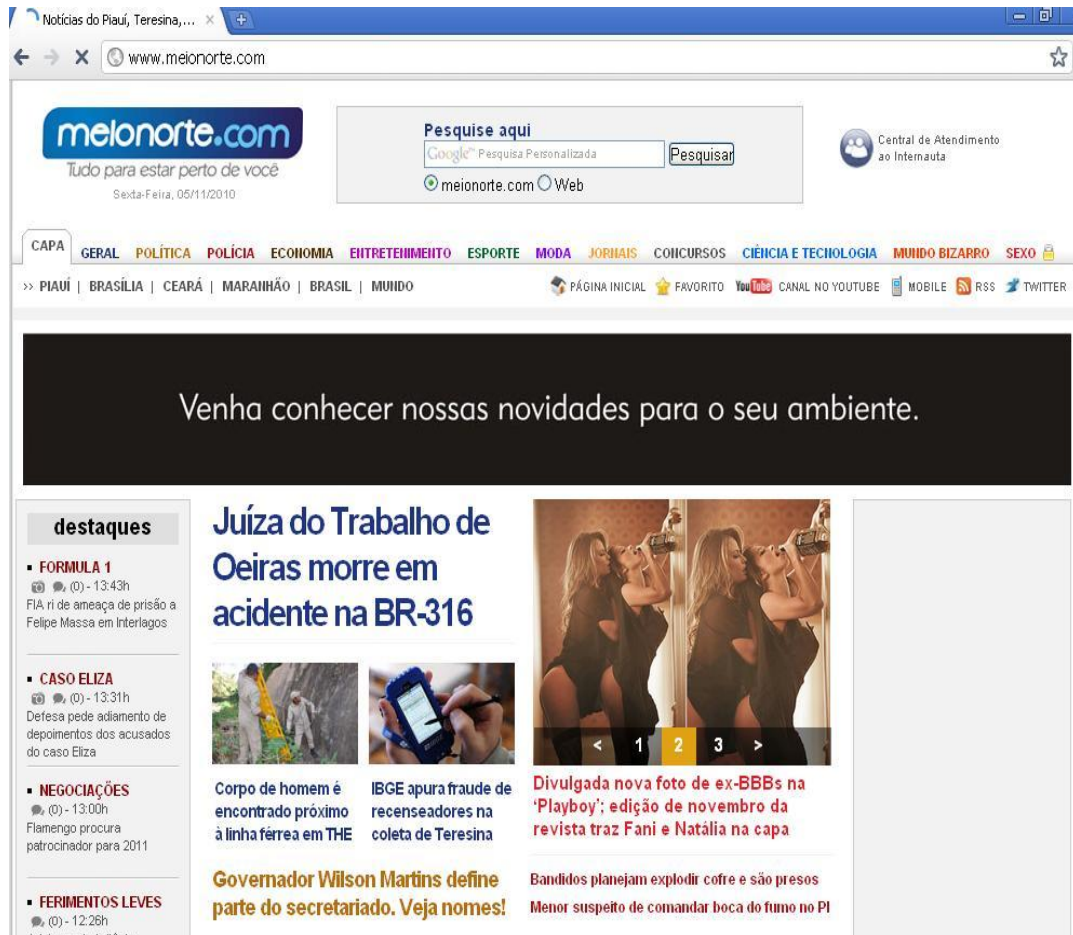 Notícias do Piauí, Teresina,...
www.meionorte.com
meionorte.com
Tudo para estar perto de você
Sexta-Feira, 05/11/2010
Pesquise aqui
Google™ Pesquisa Personalizada
Pesquisar
meionorte.com Web
Central de Atendimento
ao Internauta
CAPA GERAL POLÍTICA POLÍCIA ECONOMIA ENTRETENIMENTO ESPORTE MODA JORNAIS CONCURSOS CIÊNCIA E TECNOLOGIA MUNDO BIZARRO SEXO
>> PIAUÍ | BRASÍLIA | CEARÁ | MARANHÃO | BRASIL | MUNDO
PÁGINA INICIAL FAVORITO YouTube CANAL NO YOUTUBE MOBILE RSS TWITTER
Venha conhecer nossas novidades para o seu ambiente.
destaques
FORMULA 1
(0) - 13:43h
FIA ri de ameaça de prisão a
Felipe Massa em Interlagos
CASO ELIZA
(0) - 13:31h
Defesa pede adiamento de
depoimentos dos acusados
do caso Eliza
NEGOCIAÇÕES
(0) - 13:00h
Flamengo procura
patrocinador para 2011
FERIMENTOS LEVES
(0) - 12:26h
Juíza do Trabalho de
Oeiras morre em
acidente na BR-316
Corpo de homem é
encontrado próximo
à linha férrea em THE
IBGE apura fraude de
recenseadores na
coleta de Teresina
Governador Wilson Martins define
parte do secretariado. Veja nomes!
< 1 2 3 >
Divulgada nova foto de ex-BBBs na
'Playboy'; edição de novembro da
revista traz Fani e Natália na capa
Bandidos planejam explodir cofre e são presos
Menor suspeito de comandar boca do fumo no PI